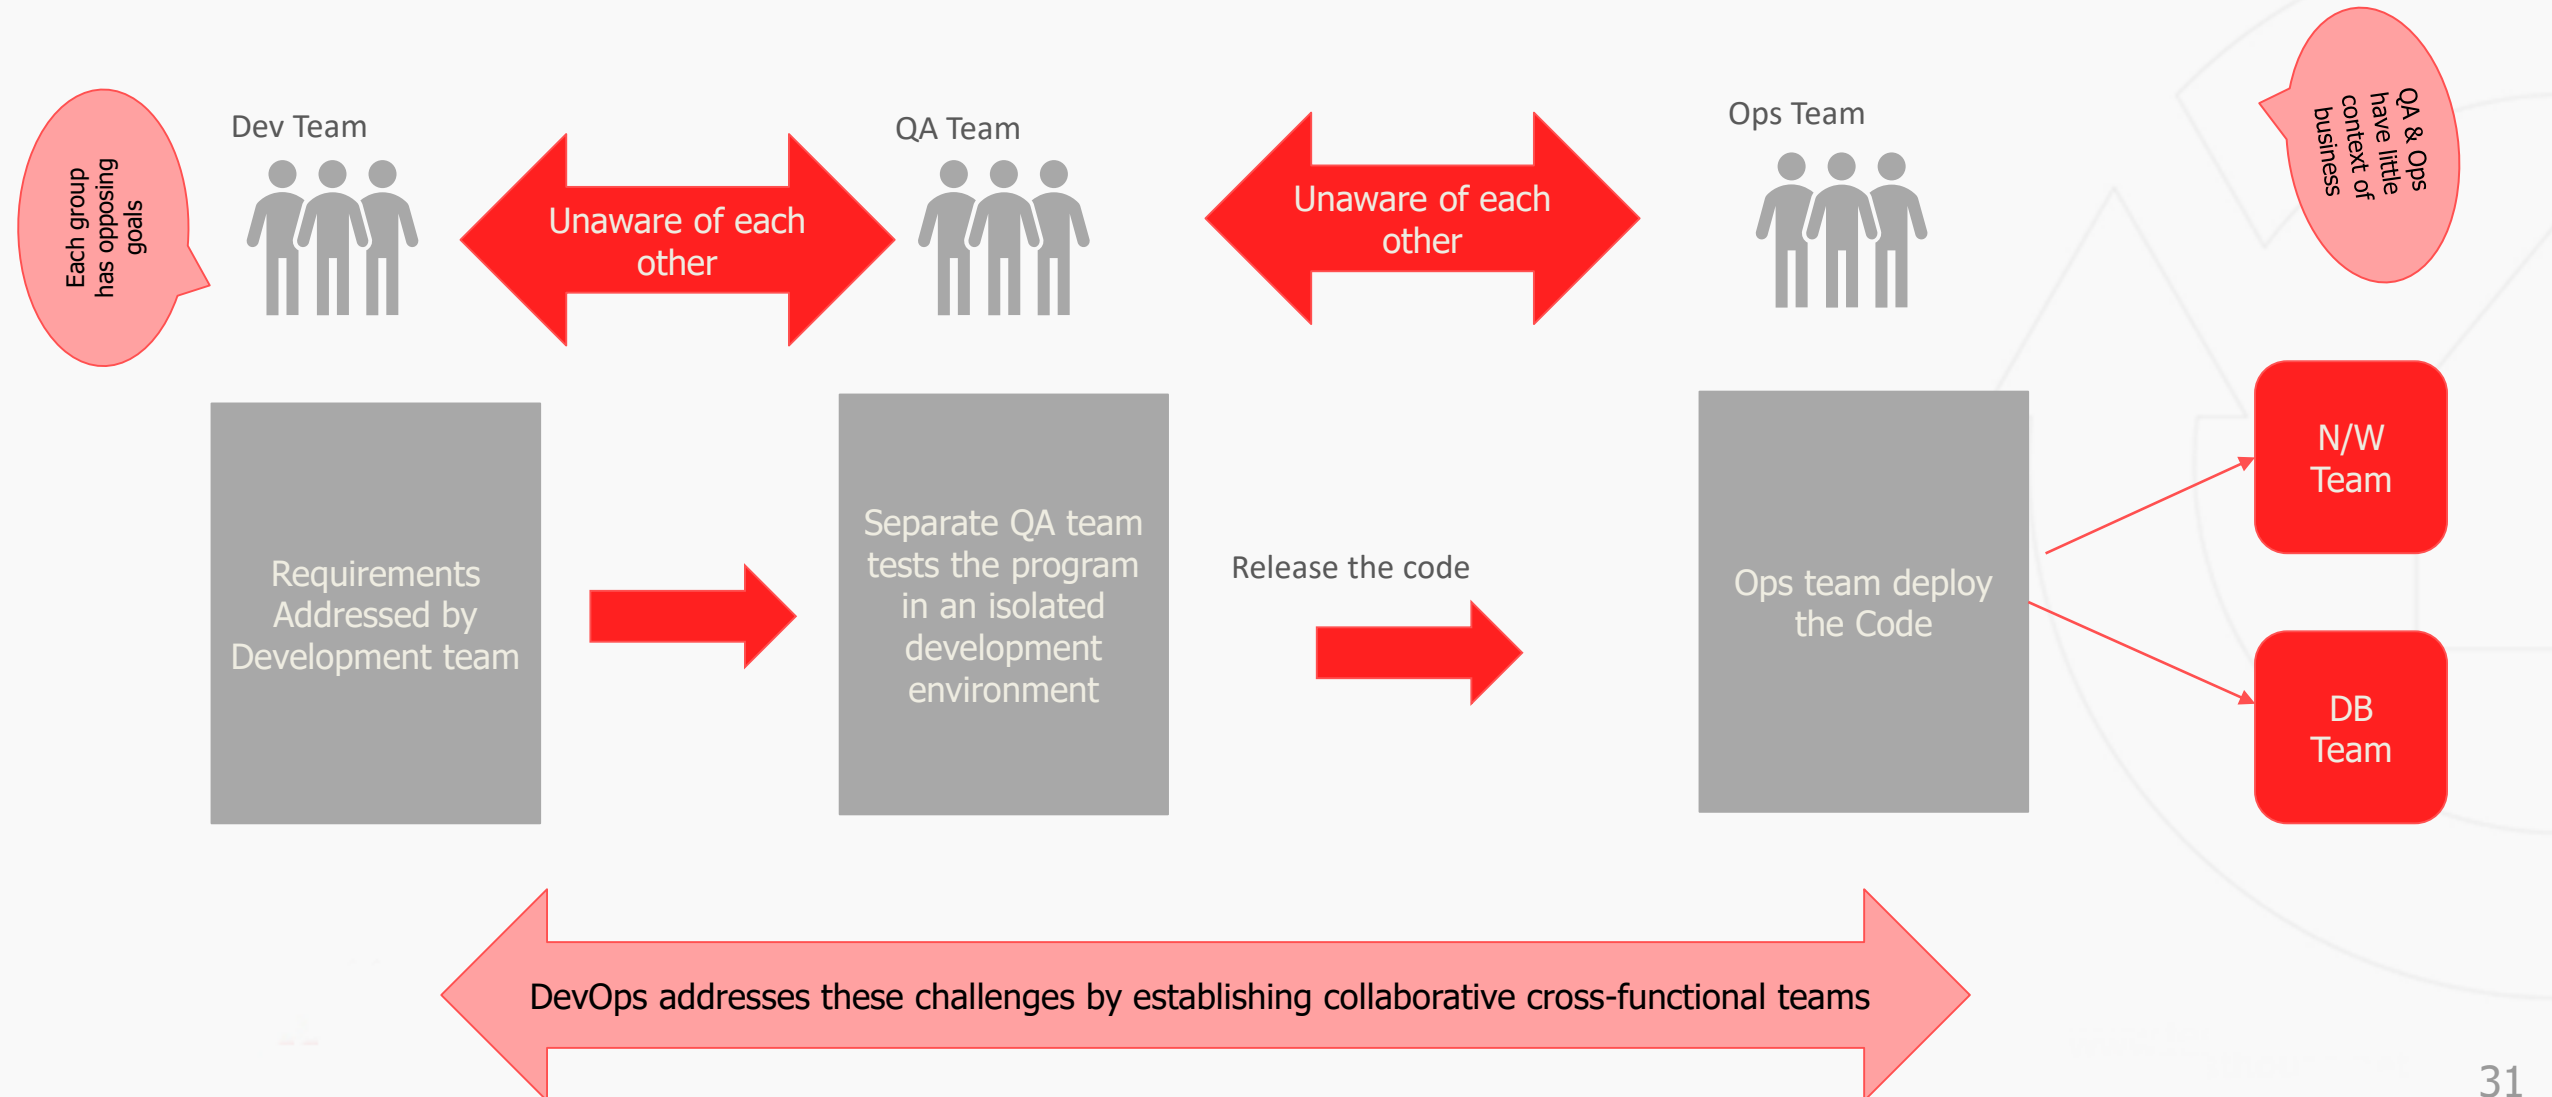 Each group
has opposing
goals
Dev Team
Unaware of each
other
QA Team
Unaware of each
other
Ops Team
QA & Ops
have little
context of
business
Requirements
Addressed by
Development team
Separate QA team
tests the program
in an isolated
development
environment
Release the code
Ops team deploy
the Code
N/W
Team
DB
Team
DevOps addresses these challenges by establishing collaborative cross-functional teams
31